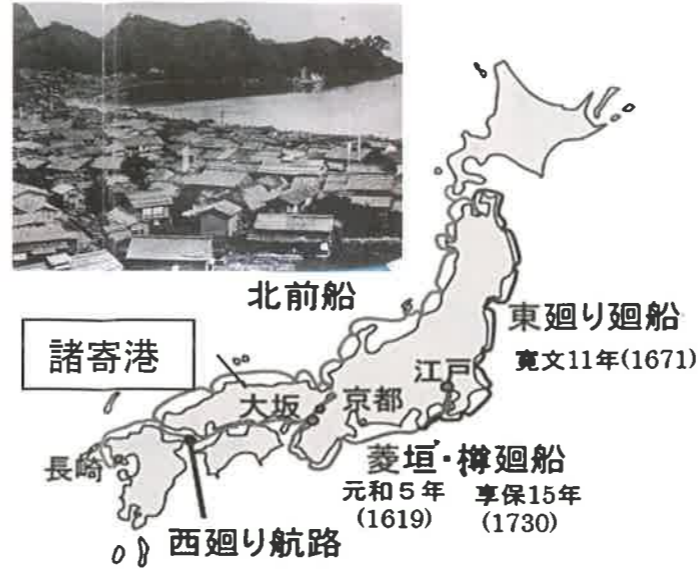 北前船
東廻り廻船
寛文11年(1671)
諸寄港
江戸
大坂
京都
長崎
菱垣・樽廻船
元和5年
(1619)
享保15年
(1730)
西廻り航路